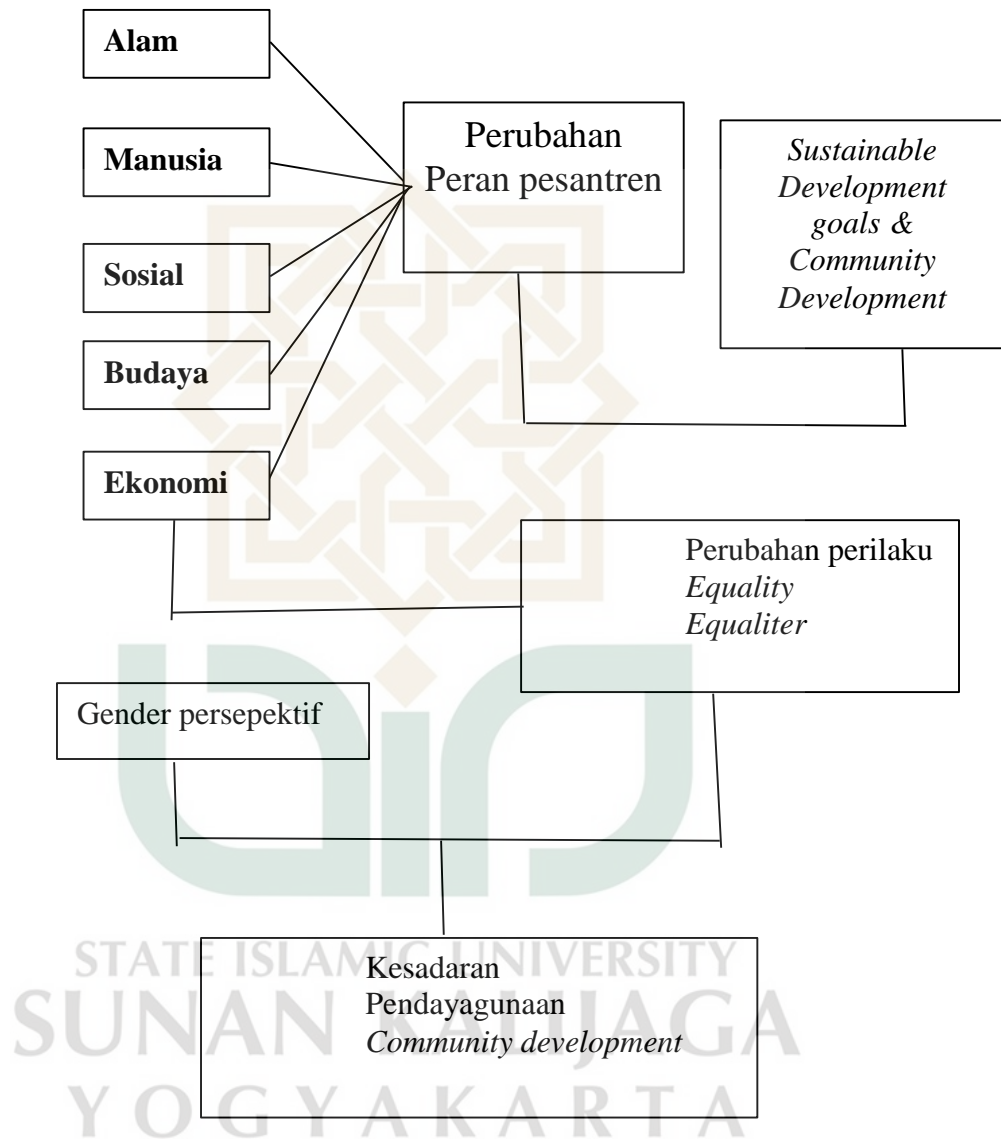 Alam
Manusia
Sosial
Budaya
Ekonomi
Perubahan
Peran pesantren
Sustainable
Development
goals &
Community
Development
Perubahan perilaku
Equality
Equaliter
Gender persepektif
Kesadaran
Pendayagunaan
Community development
STATE ISLAMIC UNIVERSITY
SUNAN KALIJAGA
YOGYAKARTA